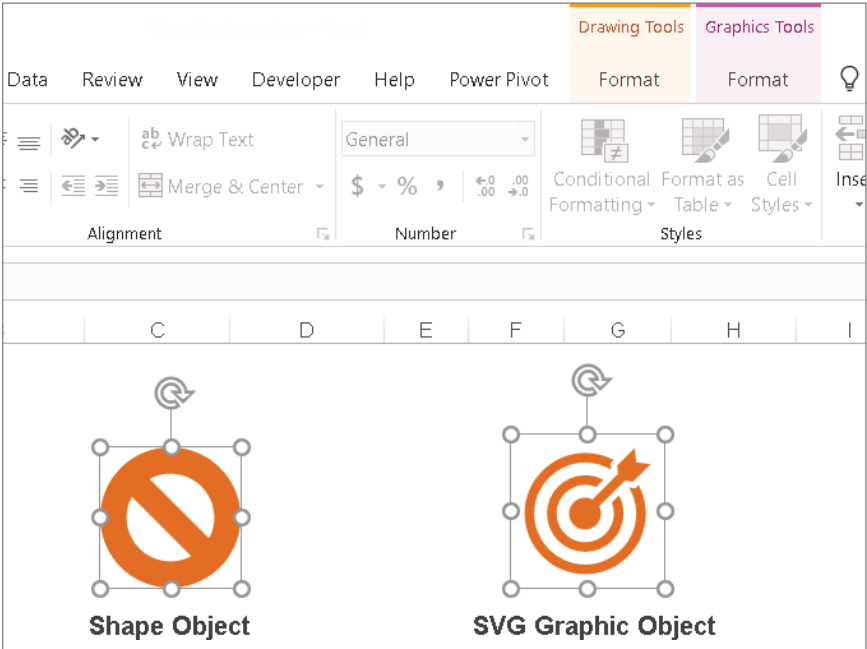 Drawing Tools Graphics Tools
Data Review View Developer Help Power Pivot Format Format
ab Wrap Text General Conditional Format as Cell
Merge & Center $ % , .0 .00 .00 .0 Formatting Table Styles
Alignment Number Styles
C D E F G H I
Shape Object SVG Graphic Object